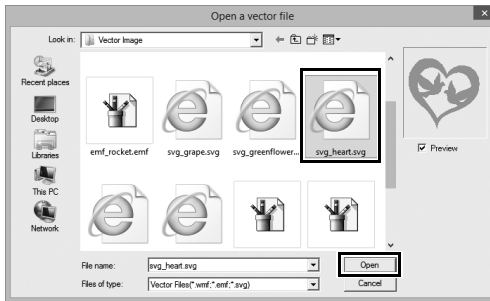 Open a vector file
Look in:
Vector Image
Recent places
Desktop
Libraries
This PC
Network
emf_rocket.emf
svg_grape.svg
svg_greenflower...
svg_heart.svg
Preview
File name:
svg_heart.svg
Open
Files of type:
Vector Files(*.wmf;*.emf;*.svg)
Cancel